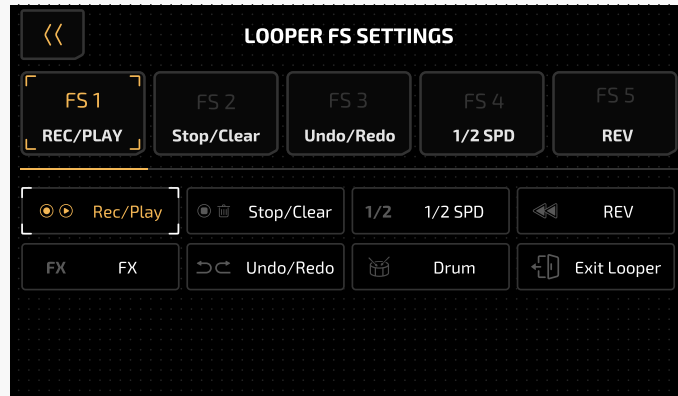 LOOPER FS SETTINGS
FS 1 FS 2 FS 3 FS 4 FS 5
REC/PLAY Stop/Clear Undo/Redo 1/2 SPD REV
Rec/Play Stop/Clear 1/2 1/2 SPD REV
FX FX Undo/Redo Drum Exit Looper